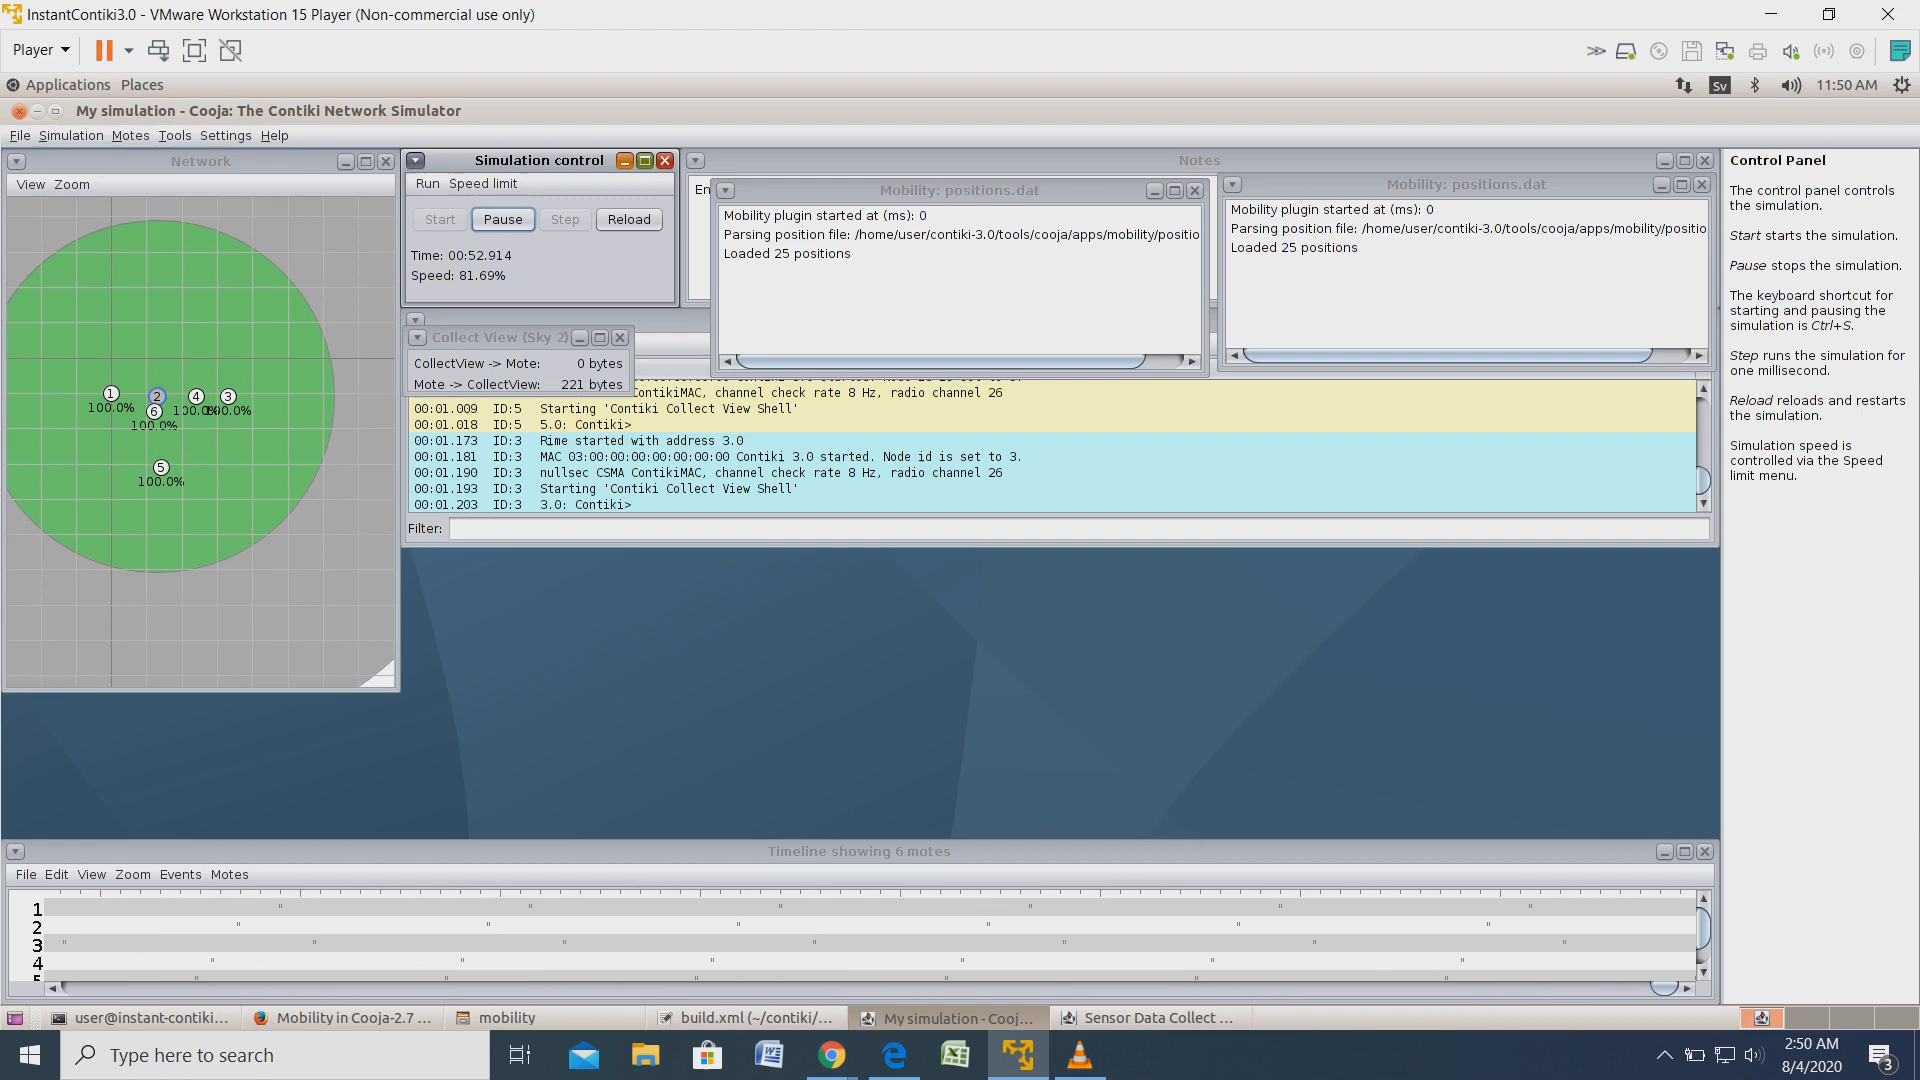 InstantContiki3.0 - VMware Workstation 15 Player (Non-commercial use only)
Player
Applications Places
Sv
11:50 AM
My simulation - Cooja: The Contiki Network Simulator
File Simulation Motes Tools Settings Help
Network
View Zoom
1
2
4
3
100.0%
6
100.0%
100.0%
5
100.0%
Simulation control
Run Speed limit
Start Pause Step Reload
Time: 00:52.914
Speed: 81.69%
Notes
En
Mobility: positions.dat
Mobility plugin started at (ms): 0
Parsing position file: /home/user/contiki-3.0/tools/cooja/apps/mobility/positio
Loaded 25 positions
Mobility: positions.dat
Mobility plugin started at (ms): 0
Parsing position file: /home/user/contiki-3.0/tools/cooja/apps/mobility/positio
Loaded 25 positions
Collect View (Sky 2)
CollectView -> Mote: 0 bytes
Mote -> CollectView: 221 bytes
ContikiMAC, channel check rate 8 Hz, radio channel 26
00:01.009 ID:5 Starting 'Contiki Collect View Shell'
00:01.018 ID:5 5.0: Contiki>
00:01.173 ID:3 Rime started with address 3.0
00:01.181 ID:3 MAC 03:00:00:00:00:00:00:00 Contiki 3.0 started. Node id is set to 3.
00:01.190 ID:3 nullsec CSMA ContikiMAC, channel check rate 8 Hz, radio channel 26
00:01.193 ID:3 Starting 'Contiki Collect View Shell'
00:01.203 ID:3 3.0: Contiki>
Filter:
Control Panel
The control panel controls
the simulation.
Start starts the simulation.
Pause stops the simulation.
The keyboard shortcut for
starting and pausing the
simulation is Ctrl+S.
Step runs the simulation for
one millisecond.
Reload reloads and restarts
the simulation.
Simulation speed is
controlled via the Speed
limit menu.
Timeline showing 6 motes
File Edit View Zoom Events Motes
1
2
3
4
5
user@instant-contiki...
Mobility in Cooja-2.7 ...
mobility
build.xml (~/contiki/...
My simulation - Cooj...
Sensor Data Collect ...
Type here to search
2:50 AM
8/4/2020
3